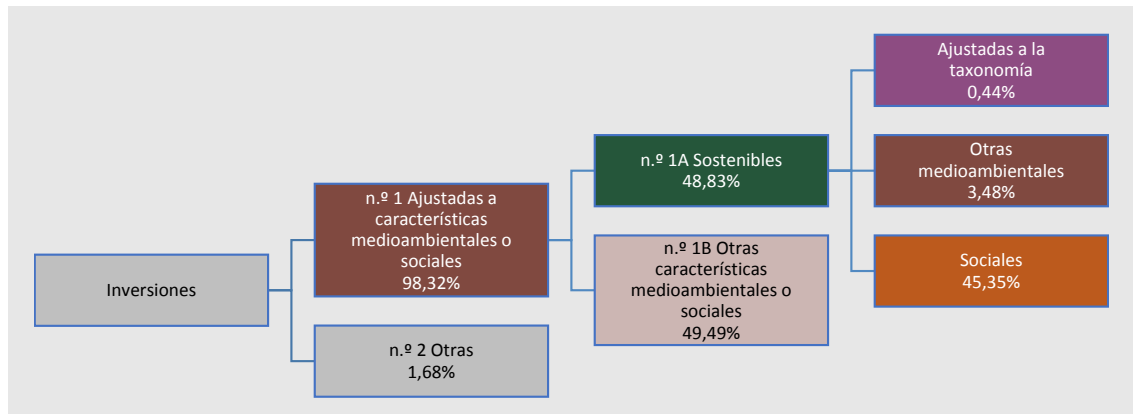 Inversiones
n.º 1 Ajustadas a
características
medioambientales o
sociales
98,32%
n.º 2 Otras
1,68%
n.º 1A Sostenibles
48,83%
n.º 1B Otras
características
medioambientales o
sociales
49,49%
Ajustadas a la
taxonomía
0,44%
Otras
medioambientales
3,48%
Sociales
45,35%